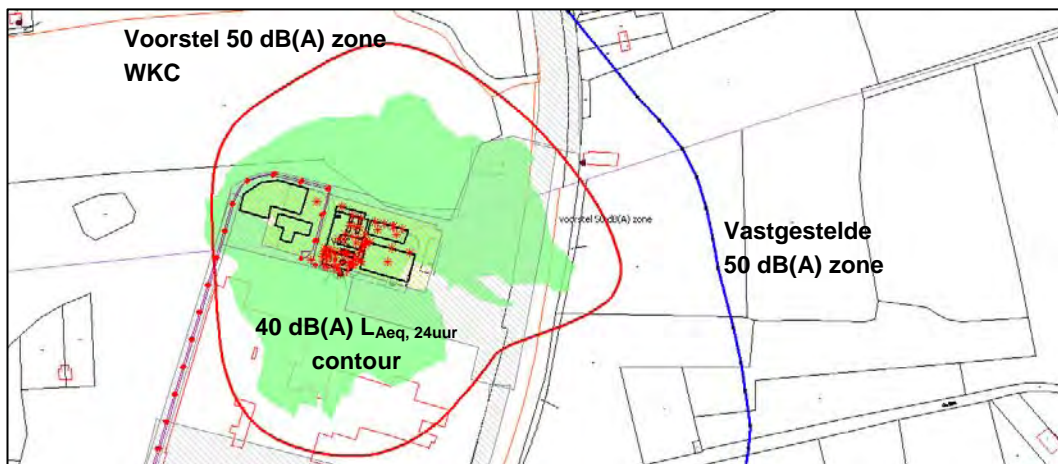 Voorstel 50 dB(A) zone
WKC
voorstel 50 dB(A) zone
Vastgestelde
50 dB(A) zone
40 dB(A) LAeq, 24uur
contour